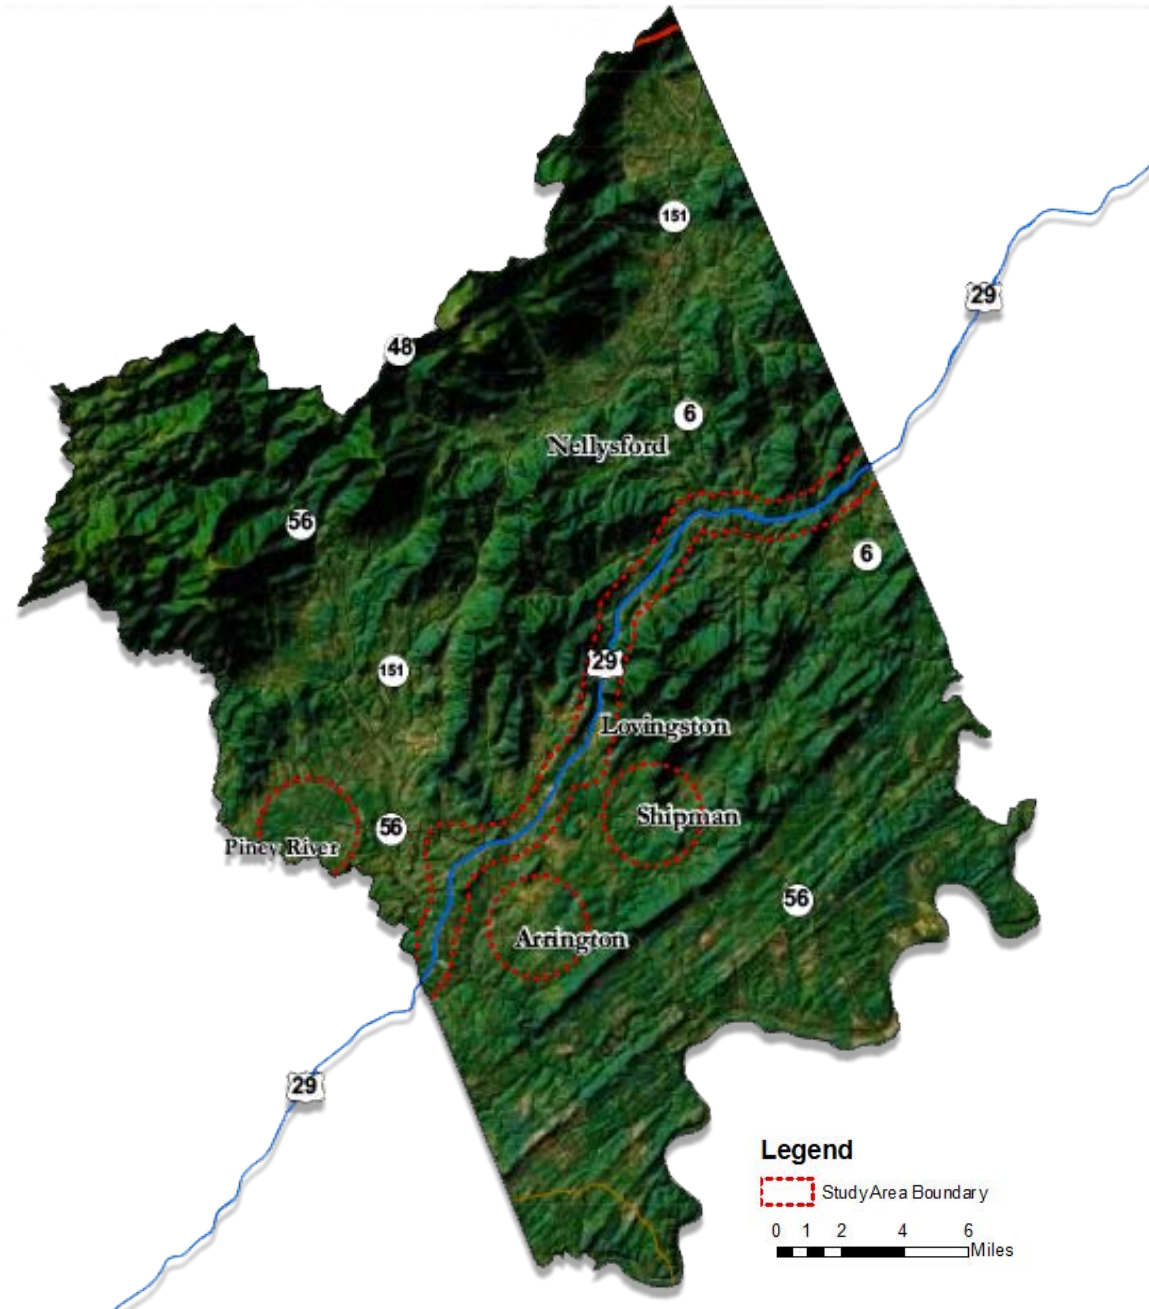 151
29
48
6
Nellysford
56
6
29
151
Lovingston
Shipman
56
Piney River
56
Arrington
29
Legend
Study Area Boundary
0 1 2 4 6
Miles